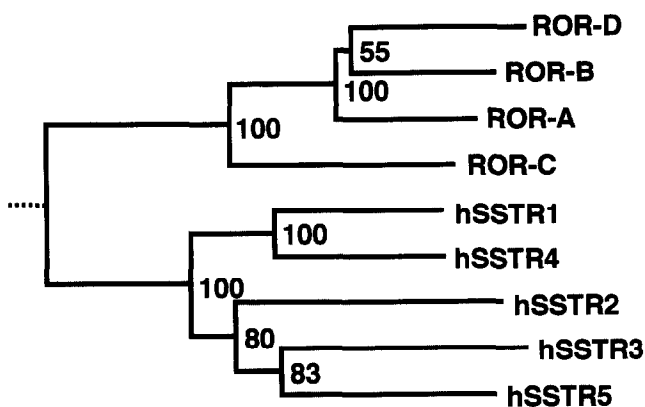 ROR-D
55
ROR-B
100
ROR-A
100
ROR-C
hSSTR1
100
hSSTR4
100
hSSTR2
80
hSSTR3
83
hSSTR5